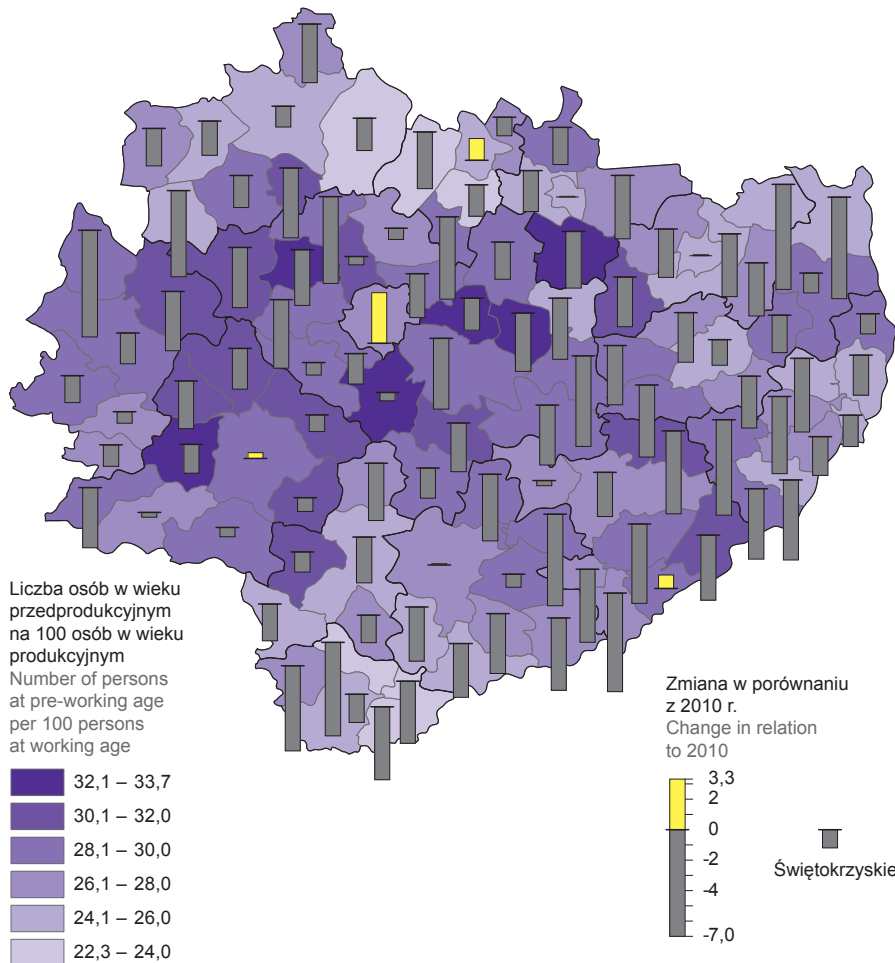 Liczba osób w wieku
przedprodukcyjnym
na 100 osób w wieku
produkcyjnym
Number of persons
at pre-working age
per 100 persons
at working age
32,1 – 33,7
30,1 – 32,0
28,1 – 30,0
26,1 – 28,0
24,1 – 26,0
22,3 – 24,0
Zmiana w porównaniu
z 2010 r.
Change in relation
to 2010
3,3
2
0
-2
-4
-7,0
Świętokrzyskie